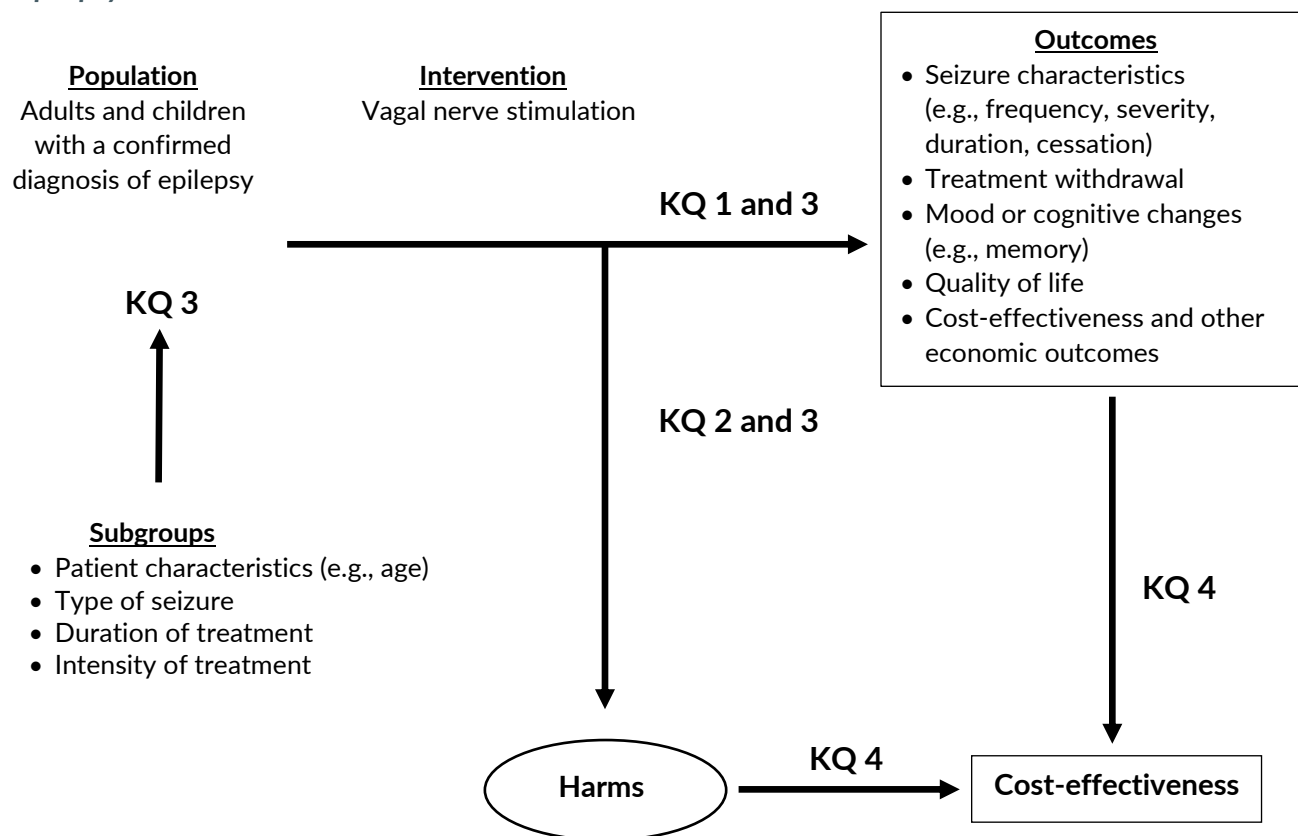 Population
Adults and children
with a confirmed
diagnosis of epilepsy
Intervention
Vagal nerve stimulation
Outcomes
• Seizure characteristics
(e.g., frequency, severity,
duration, cessation)
• Treatment withdrawal
• Mood or cognitive changes
(e.g., memory)
• Quality of life
• Cost-effectiveness and other
economic outcomes
KQ 1 and 3
KQ 3
KQ 2 and 3
Subgroups
• Patient characteristics (e.g., age)
• Type of seizure
• Duration of treatment
• Intensity of treatment
KQ 4
Harms
KQ 4
Cost-effectiveness